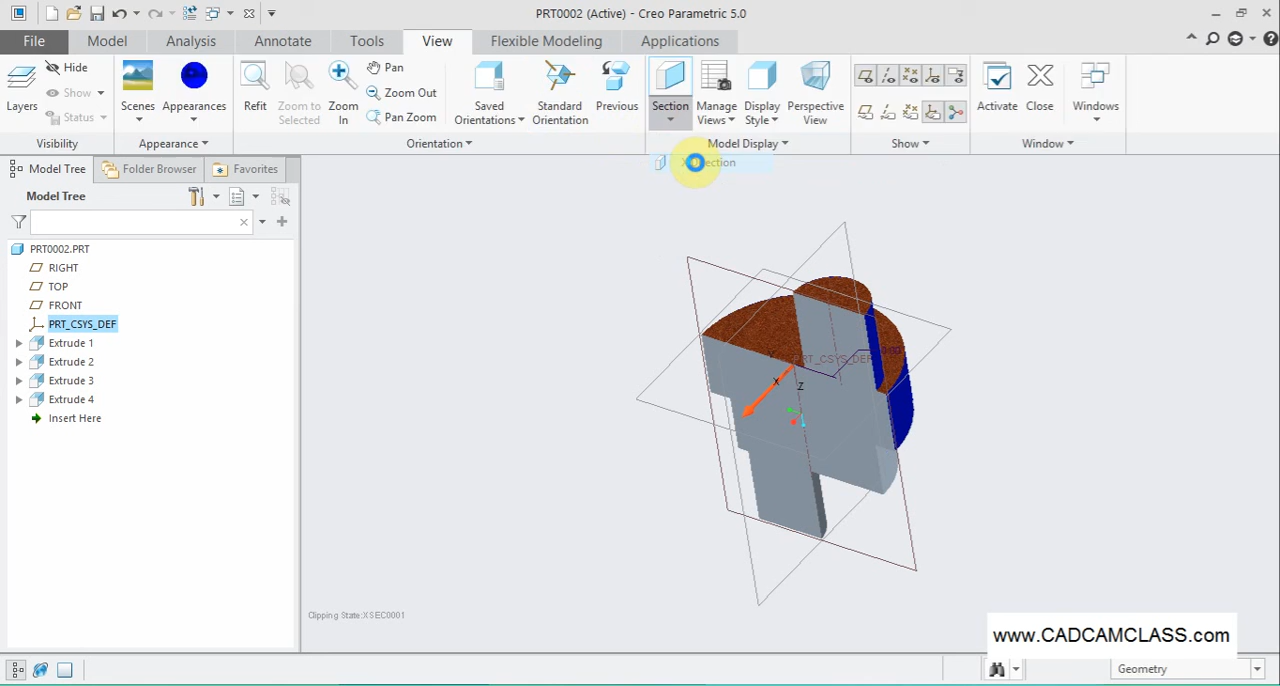 PRT0002 (Active) - Creo Parametric 5.0
File Model Analysis Annotate Tools View Flexible Modeling Applications
Layers
Hide
Show
Status
Visibility
Scenes
Appearances
Appearance
Refit
Zoom to Selected
Zoom In
Pan
Zoom Out
Pan Zoom
Saved Orientations
Standard Orientation
Previous
Orientation
Section
Manage Views
Display Style
Perspective View
Model Display
Show
Activate
Close
Windows
Window
Model Tree Folder Browser Favorites
Model Tree
PRT0002.PRT
RIGHT
TOP
FRONT
PRT_CSYS_DEF
Extrude 1
Extrude 2
Extrude 3
Extrude 4
Insert Here
PRT_CSYS_DEF
X
Z
Clipping State:XSEC0001
www.CADCAMCLASS.com
Geometry